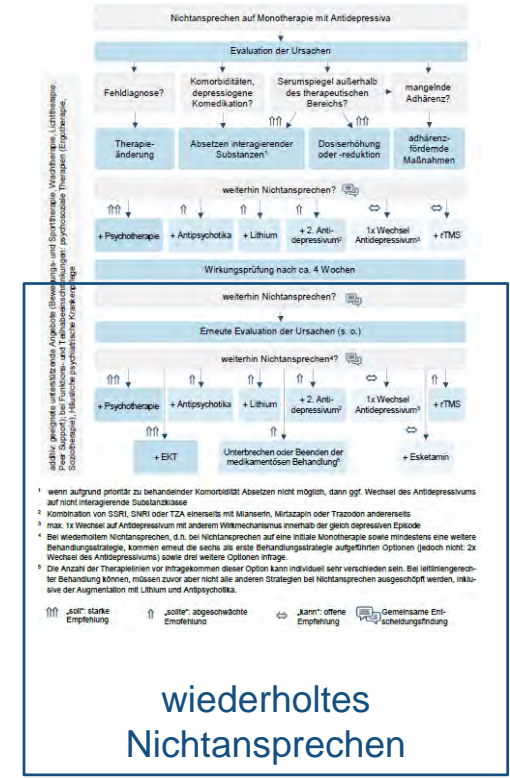 Nichtansprechen auf Monotherapie mit Antidepressiva
Evaluation der Ursachen
Fehldiagnose?
Komorbiditäten,
depressiogene
Komedikation?
Serumspiegel außerhalb
des therapeutischen
Bereichs?
mangelnde
Adhärenz?
Therapie-
änderung
Absetzen interagierender
Substanzen¹
Dosiserhöhung
oder -reduktion
adhärenz-
fördernde
Maßnahmen
weiterhin Nichtansprechen?
+ Psychotherapie
+ Antipsychotika
+ Lithium
+ 2. Anti-
depressivum²
1x Wechsel
Antidepressivum³
+ rTMS
Wirkungsprüfung nach ca. 4 Wochen
weiterhin Nichtansprechen?
Erneute Evaluation der Ursachen (s. o.)
weiterhin Nichtansprechen⁴?
+ Psychotherapie
+ Antipsychotika
+ Lithium
+ 2. Anti-
depressivum²
1x Wechsel
Antidepressivum³
+ rTMS
+ EKT
Unterbrechen oder Beenden der
medikamentösen Behandlung⁵
+ Esketamin
additiv: geeignete unterstützende Angebote (Bewegungs- und Sporttherapie, Wachtherapie, Lichttherapie,
Peer Support); bei Funktions- und Teilhabeeinschränkungen: psychosoziale Therapien (Ergotherapie,
Soziotherapie), Häusliche psychiatrische Krankenpflege
¹ wenn aufgrund prioritär zu behandelnder Komorbidität Absetzen nicht möglich, dann ggf. Wechsel des Antidepressivums
auf nicht interagierende Substanzklasse
² Kombination von SSRI, SNRI oder TZA einerseits mit Mianserin, Mirtazapin oder Trazodon andererseits
³ max. 1x Wechsel auf Antidepressivum mit anderem Wirkmechanismus innerhalb der gleich depressiven Episode
⁴ Bei wiederholtem Nichtansprechen, d.h. bei Nichtansprechen auf eine initiale Monotherapie sowie mindestens eine weitere
Behandlungsstrategie, kommen erneut die sechs als erste Behandlungsstrategie aufgeführten Optionen (jedoch nicht: 2x
Wechsel des Antidepressivums) sowie drei weitere Optionen infrage.
⁵ Die Anzahl der Therapielinien vor Infragekommen dieser Option kann individuell sehr verschieden sein. Bei leitliniengerech-
ter Behandlung können, müssen zuvor aber nicht alle anderen Strategien bei Nichtansprechen ausgeschöpft werden, inklu-
sive der Augmentation mit Lithium und Antipsychotika.
„soll“: starke
Empfehlung
„sollte“: abgeschwächte
Empfehlung
„kann“: offene
Empfehlung
Gemeinsame Ent-
scheidungsfindung
wiederholtes
Nichtansprechen